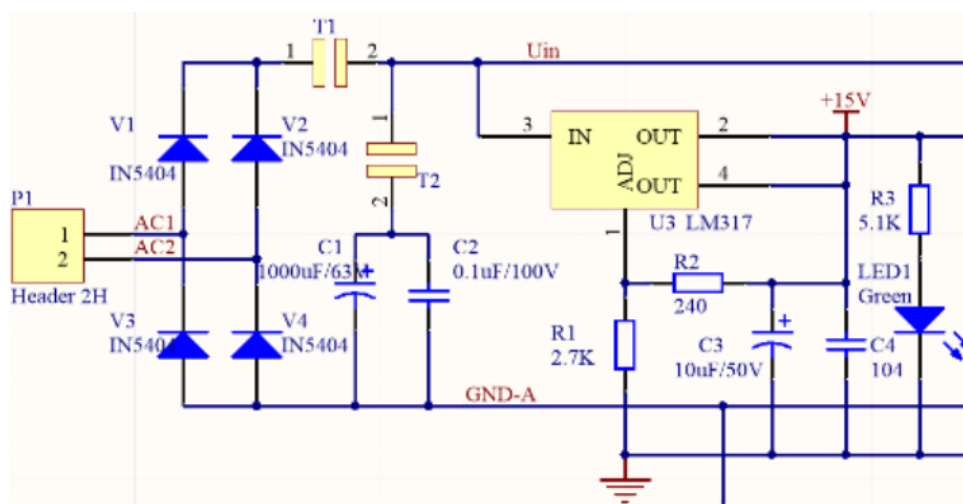 T1
1
2
Uin
+15V
V1
V2
IN5404
IN5404
1
T2
2
3
IN
OUT
2
ADJ
OUT
4
U3 LM317
1
P1
1
2
AC1
AC2
Header 2H
C1
1000uF/63V
+
C2
0.1uF/100V
R3
5.1K
R2
240
LED1
Green
V3
IN5404
V4
IN5404
R1
2.7K
C3
+
10uF/50V
C4
104
GND-A